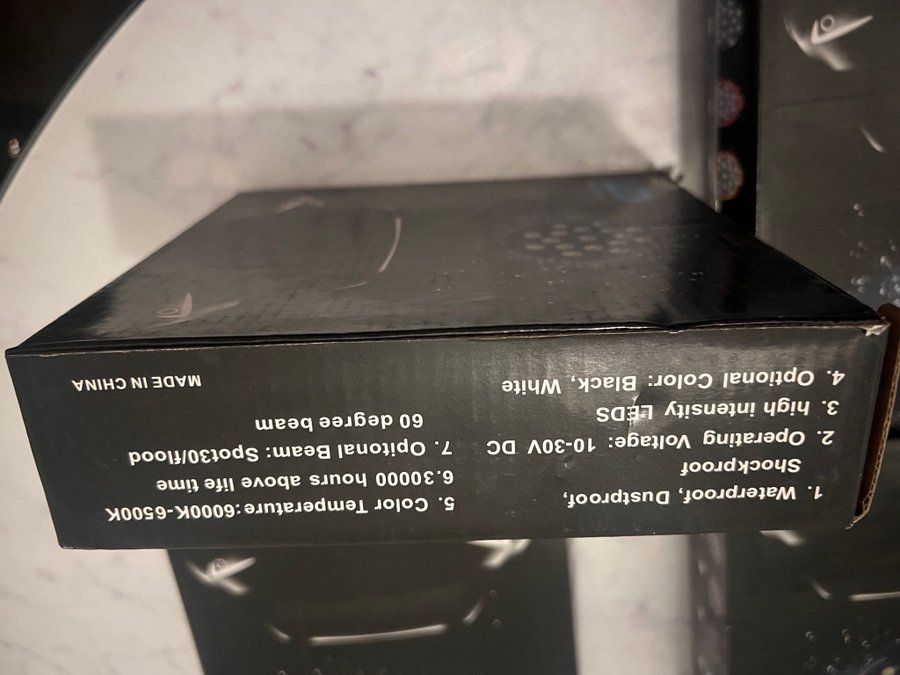 1. Waterproof, Dustproof,
Shockproof
2. Operating Voltage: 10-30V DC
3. high intensity LEDS
4. Optional Color: Black, White
5. Color Temperature:6000K-6500K
6.30000 hours above life time
7. Opitonal Beam: Spot30/flood
60 degree beam
MADE IN CHINA